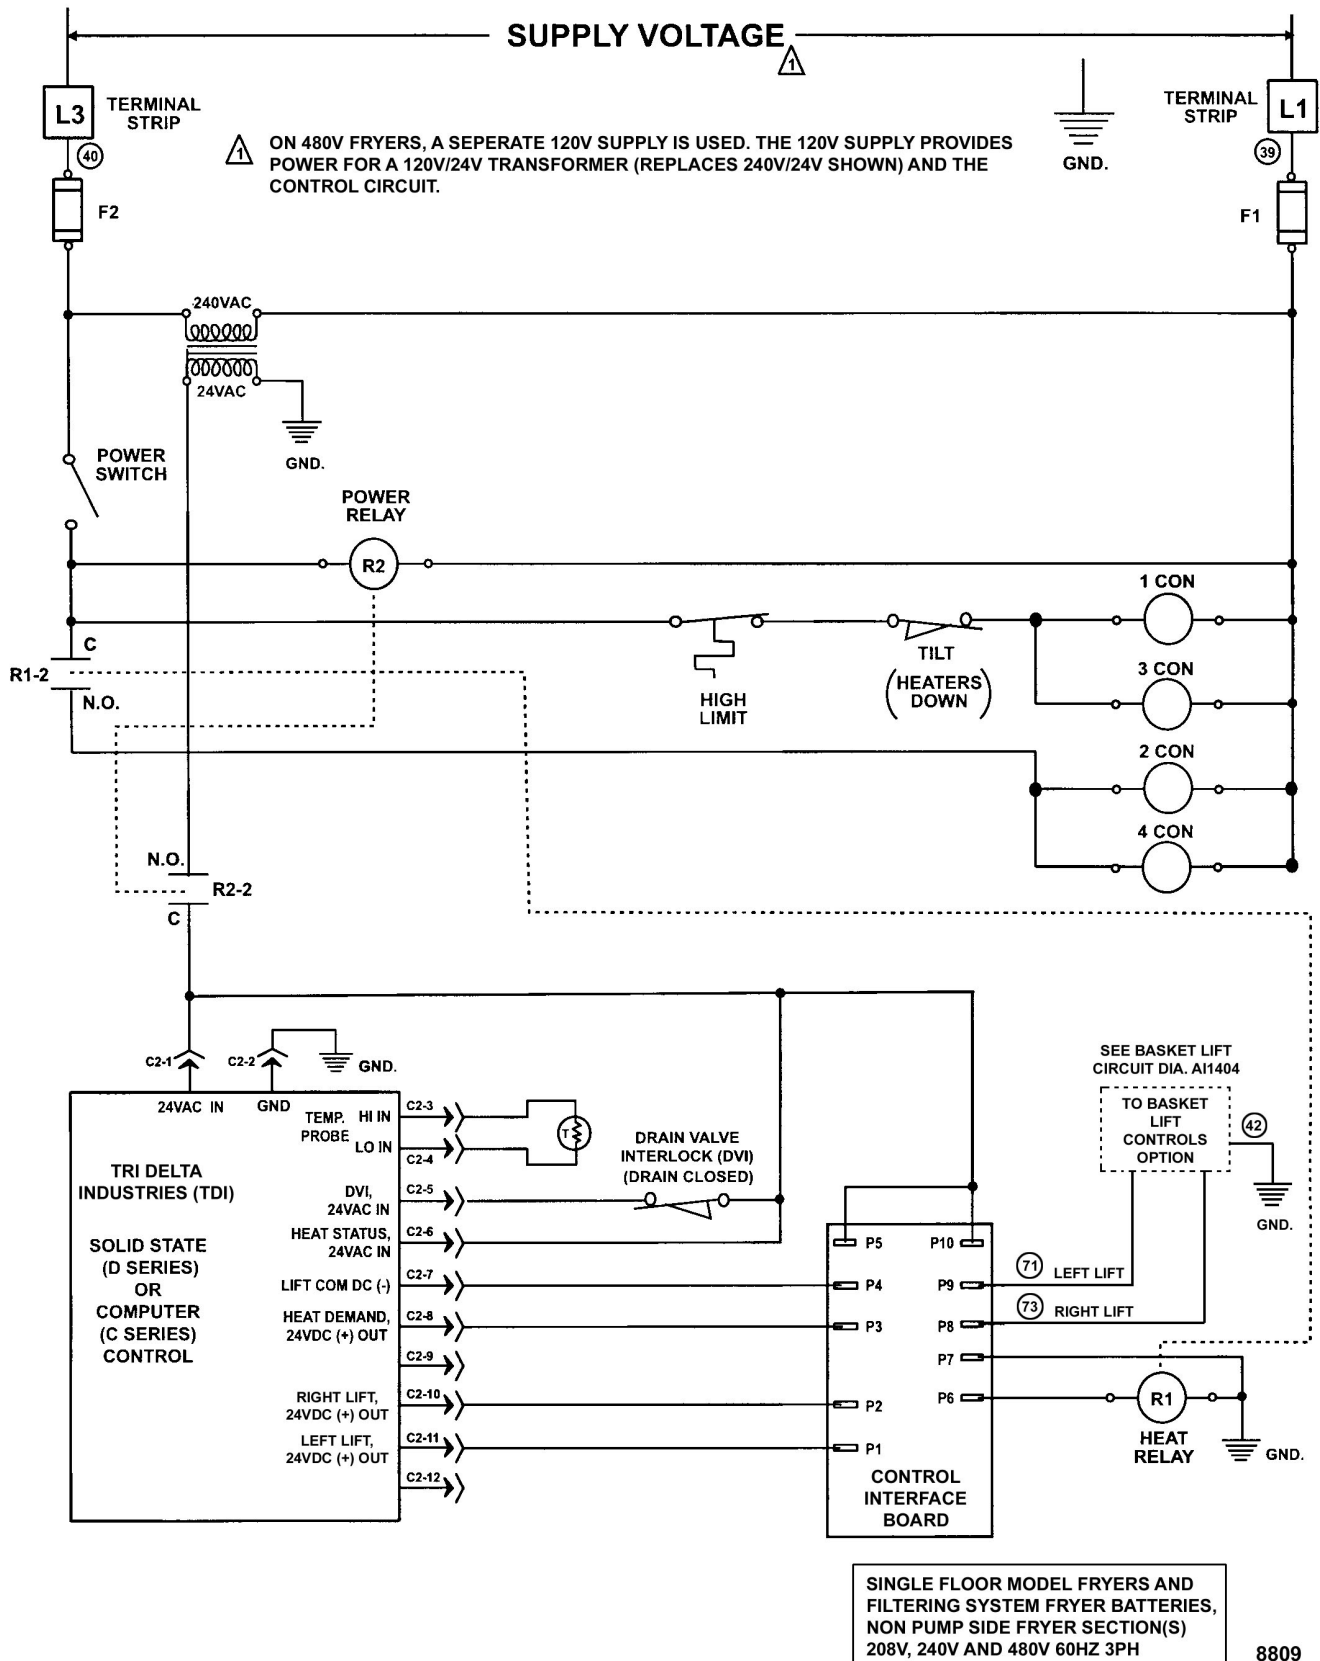 SUPPLY VOLTAGE
1
L3
TERMINAL
STRIP
40
F2
1
ON 480V FRYERS, A SEPERATE 120V SUPPLY IS USED. THE 120V SUPPLY PROVIDES
POWER FOR A 120V/24V TRANSFORMER (REPLACES 240V/24V SHOWN) AND THE
CONTROL CIRCUIT.
GND.
TERMINAL
STRIP
L1
39
F1
240VAC
24VAC
GND.
POWER
SWITCH
POWER
RELAY
R2
1 CON
C
R1-2
N.O.
HIGH
LIMIT
TILT
(HEATERS
DOWN)
3 CON
2 CON
4 CON
N.O.
R2-2
C
C2-1
C2-2
GND.
24VAC IN
GND
TEMP.
PROBE
HI IN
C2-3
LO IN
C2-4
T
DRAIN VALVE
INTERLOCK (DVI)
(DRAIN CLOSED)
SEE BASKET LIFT
CIRCUIT DIA. AI1404
TO BASKET
LIFT
CONTROLS
OPTION
42
GND.
TRI DELTA
INDUSTRIES (TDI)
SOLID STATE
(D SERIES)
OR
COMPUTER
(C SERIES)
CONTROL
DVI,
24VAC IN
C2-5
HEAT STATUS,
24VAC IN
C2-6
LIFT COM DC (-)
C2-7
HEAT DEMAND,
24VDC (+) OUT
C2-8
C2-9
RIGHT LIFT,
24VDC (+) OUT
C2-10
LEFT LIFT,
24VDC (+) OUT
C2-11
C2-12
P5
P10
P4
P9
71
LEFT LIFT
P3
P8
73
RIGHT LIFT
P7
P2
P6
R1
P1
HEAT
RELAY
GND.
CONTROL
INTERFACE
BOARD
SINGLE FLOOR MODEL FRYERS AND
FILTERING SYSTEM FRYER BATTERIES,
NON PUMP SIDE FRYER SECTION(S)
208V, 240V AND 480V 60HZ 3PH
8809